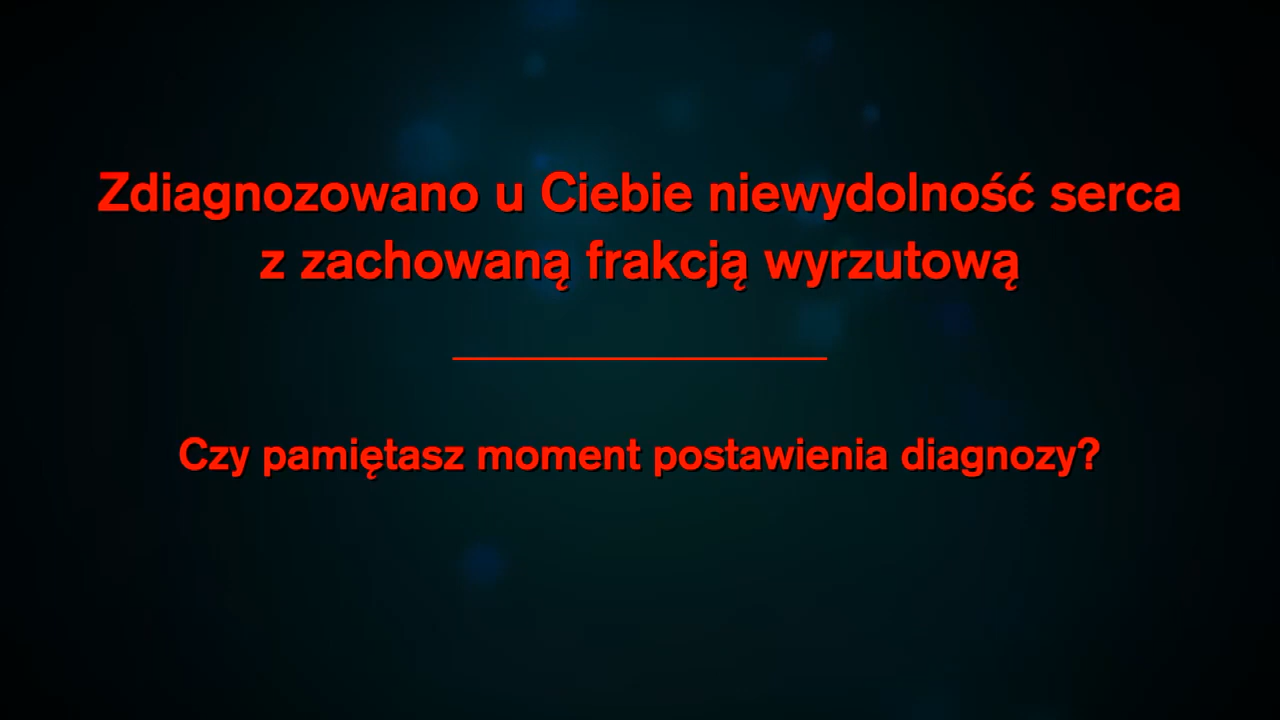 Zdiagnozowano u Ciebie niewydolność serca
z zachowaną frakcją wyrzutową
Czy pamiętasz moment postawienia diagnozy?